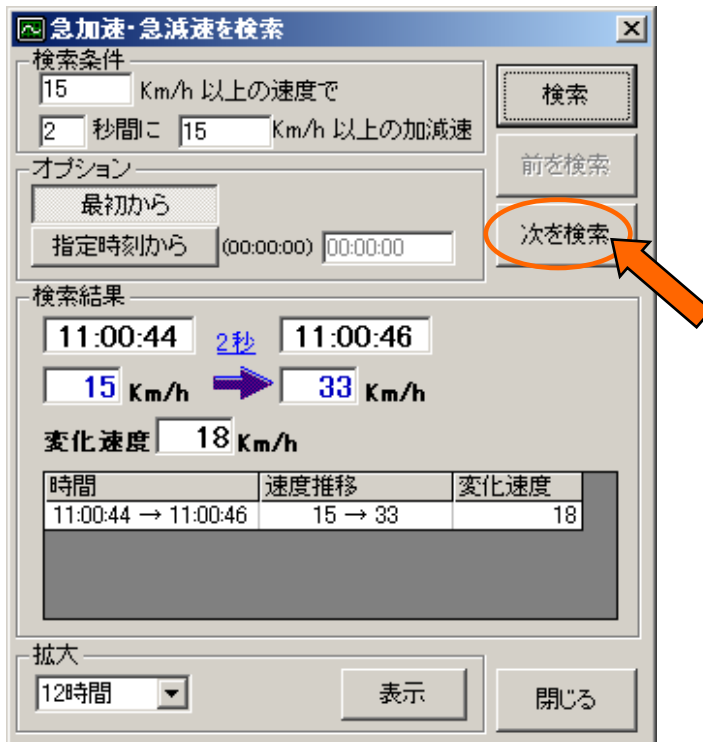 急加速・急減速を検索
検索条件
15 Km/h 以上の速度で
2 秒間に 15 Km/h 以上の加減速
検索
前を検索
次を検索
オプション
最初から
指定時刻から (00:00:00) 00:00:00
検索結果
11:00:44 2秒 11:00:46
15 Km/h 33 Km/h
変化速度 18 Km/h
時間 速度推移 変化速度
11:00:44 → 11:00:46 15 → 33 18
拡大
12時間 表示
閉じる